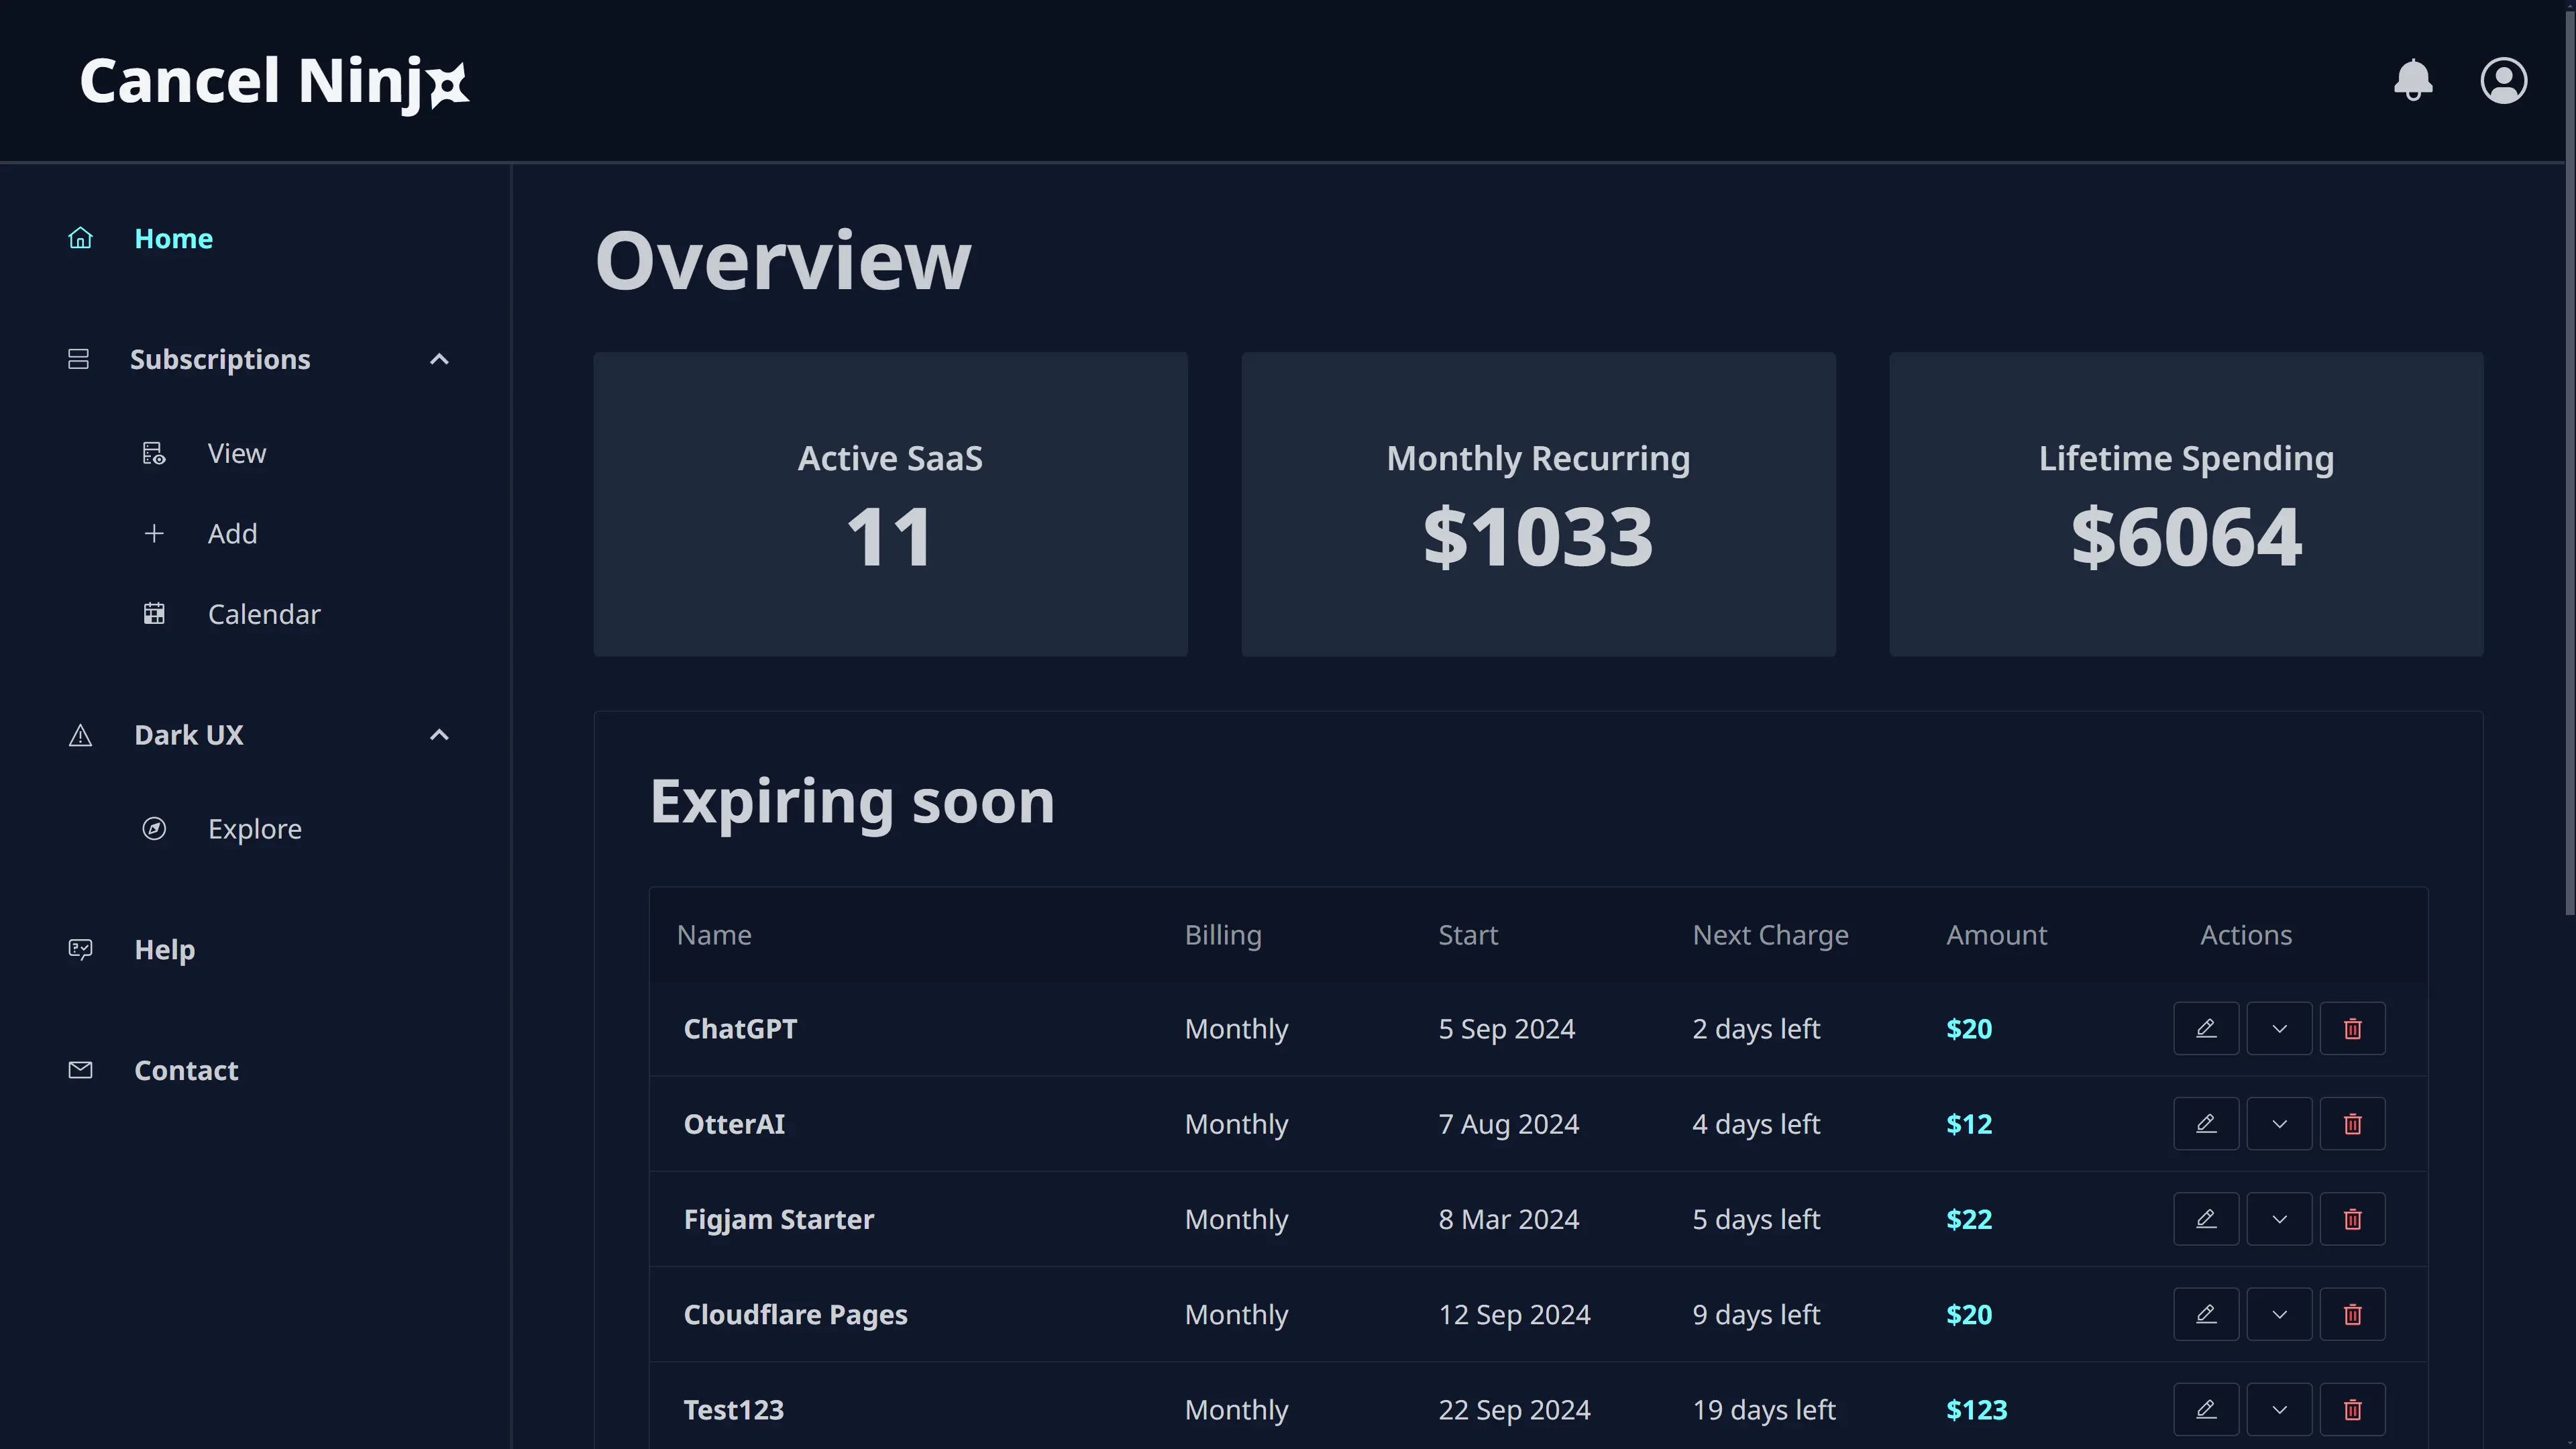 Cancel Ninj
Home
Subscriptions
View
Add
Calendar
Dark UX
Explore
Help
Contact
Overview
Active SaaS
11
Monthly Recurring
$1033
Lifetime Spending
$6064
Expiring soon
Name Billing Start Next Charge Amount Actions
ChatGPT Monthly 5 Sep 2024 2 days left $20
OtterAI Monthly 7 Aug 2024 4 days left $12
Figjam Starter Monthly 8 Mar 2024 5 days left $22
Cloudflare Pages Monthly 12 Sep 2024 9 days left $20
Test123 Monthly 22 Sep 2024 19 days left $123